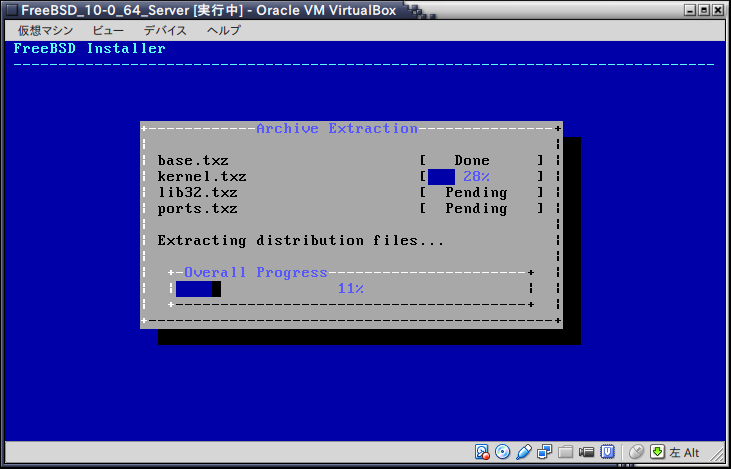 FreeBSD_10-0_64_Server [実行中] - Oracle VM VirtualBox
仮想マシン ビュー デバイス ヘルプ
FreeBSD Installer
Archive Extraction
base.txz [ Done ]
kernel.txz [ 28% ]
lib32.txz [ Pending ]
ports.txz [ Pending ]
Extracting distribution files...
Overall Progress
11%
左 Alt